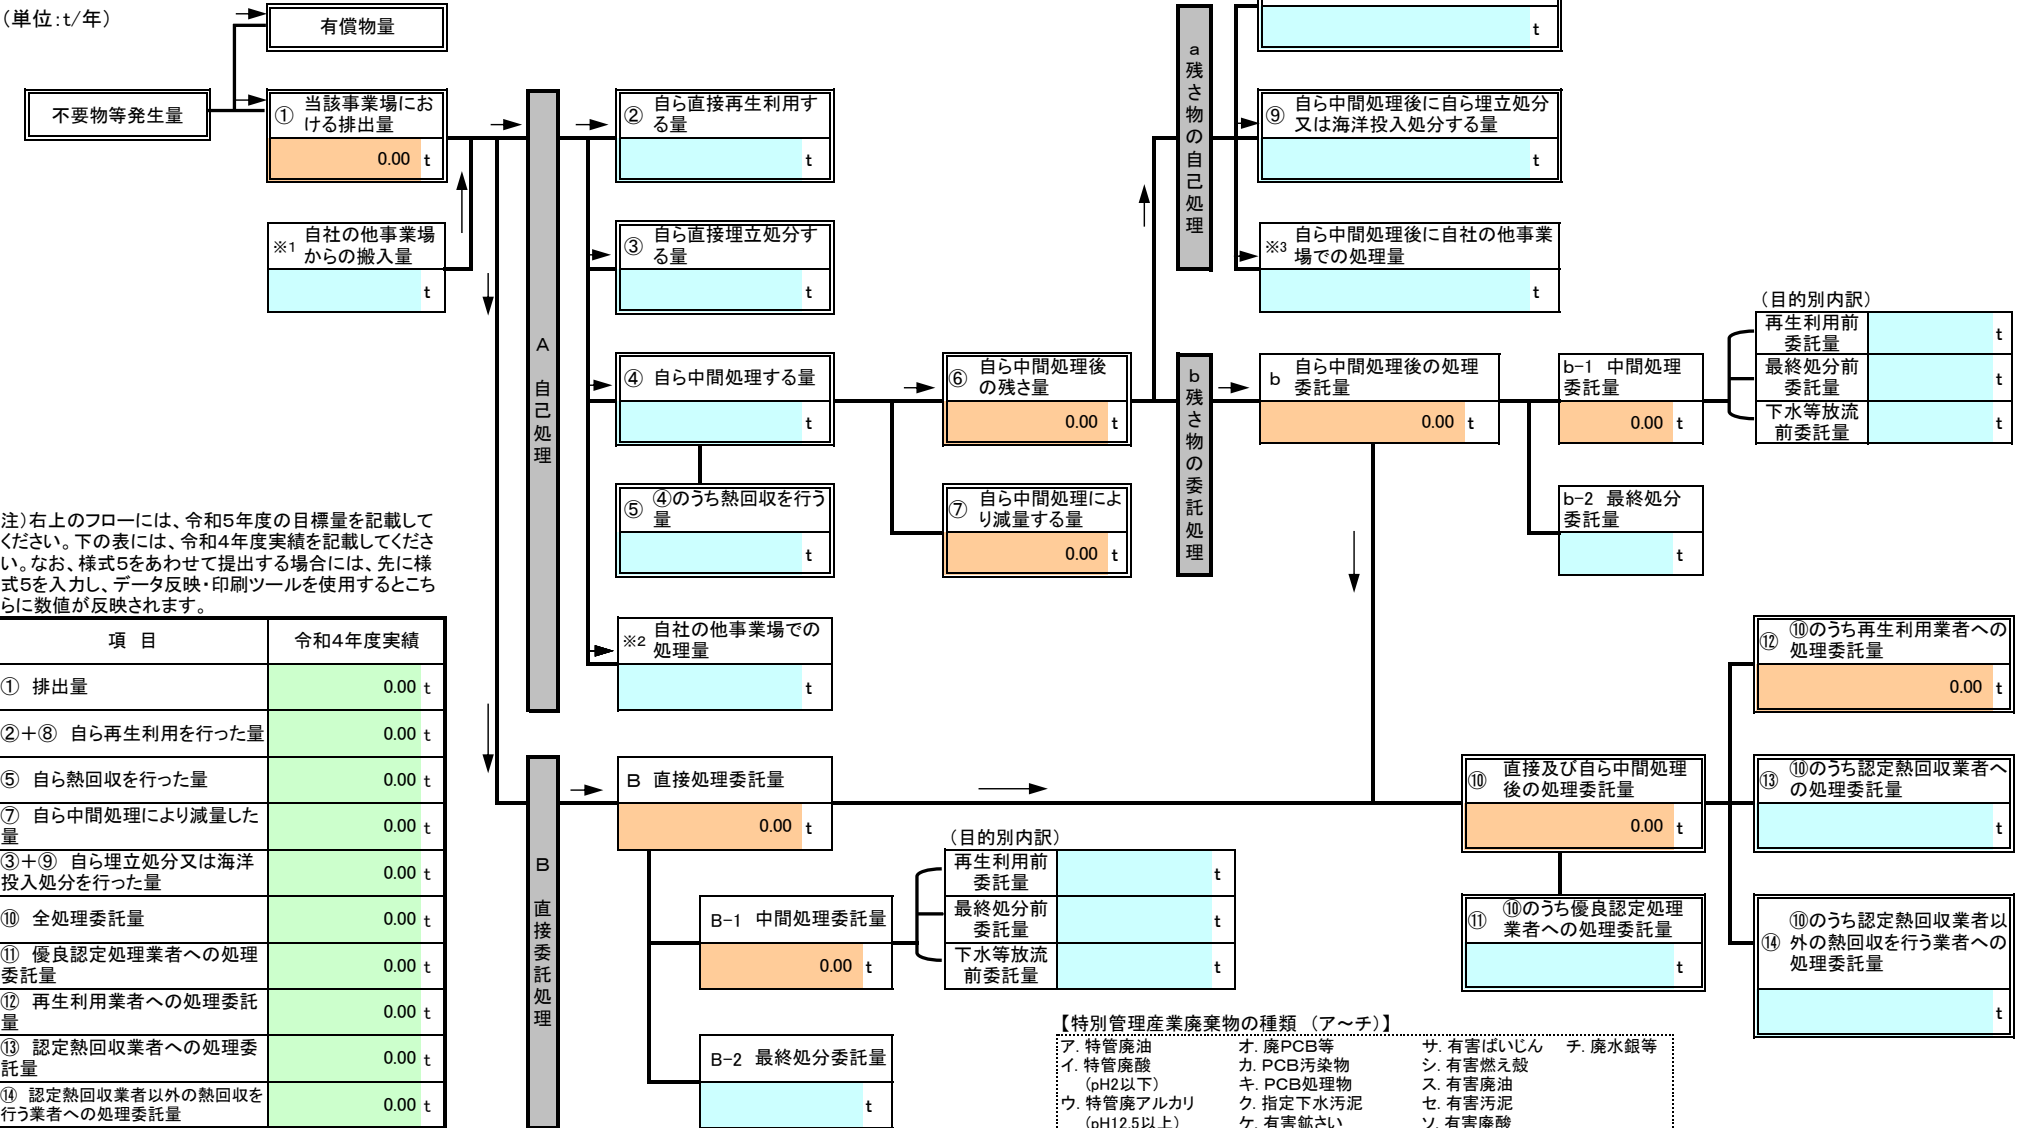 （単位：t/年）
有償物量
不要物等発生量
① 当該事業場にお
ける排出量
0.00 t
※1 自社の他事業場
からの搬入量
t
A 自己処理
② 自ら直接再生利用す
る量
t
③ 自ら直接埋立処分す
る量
t
④ 自ら中間処理する量
t
⑤ ④のうち熱回収を行う
量
t
※2 自社の他事業場での
処理量
t
⑥ 自ら中間処理後
の残さ量
0.00 t
⑦ 自ら中間処理によ
り減量する量
0.00 t
a 残さ物の自己処理
t
⑨ 自ら中間処理後に自ら埋立処分
又は海洋投入処分する量
t
※3 自ら中間処理後に自社の他事業
場での処理量
t
b 残さ物の委託処理
b 自ら中間処理後の処理
委託量
0.00 t
b-1 中間処理
委託量
0.00 t
（目的別内訳）
再生利用前
委託量
t
最終処分前
委託量
t
下水等放流
前委託量
t
b-2 最終処分
委託量
t
注）右上のフローには、令和5年度の目標量を記載して
ください。下の表には、令和4年度実績を記載してくださ
い。なお、様式5をあわせて提出する場合には、先に様
式5を入力し、データ反映・印刷ツールを使用するとこち
らに数値が反映されます。
項 目 令和4年度実績
① 排出量 0.00 t
②＋⑧ 自ら再生利用を行った量 0.00 t
⑤ 自ら熱回収を行った量 0.00 t
⑦ 自ら中間処理により減量した
量 0.00 t
③＋⑨ 自ら埋立処分又は海洋
投入処分を行った量 0.00 t
⑩ 全処理委託量 0.00 t
⑪ 優良認定処理業者への処理
委託量 0.00 t
⑫ 再生利用業者への処理委託
量 0.00 t
⑬ 認定熱回収業者への処理委
託量 0.00 t
⑭ 認定熱回収業者以外の熱回収を
行う業者への処理委託量 0.00 t
B 直接委託処理
B 直接処理委託量
0.00 t
B-1 中間処理委託量
0.00 t
（目的別内訳）
再生利用前
委託量
t
最終処分前
委託量
t
下水等放流
前委託量
t
B-2 最終処分委託量
t
⑩ 直接及び自ら中間処理
後の処理委託量
0.00 t
⑪ ⑩のうち優良認定処理
業者への処理委託量
t
⑫ ⑩のうち再生利用業者への
処理委託量
0.00 t
⑬ ⑩のうち認定熱回収業者へ
の処理委託量
t
⑭ ⑩のうち認定熱回収業者以
外の熱回収を行う業者への
処理委託量
t
【特別管理産業廃棄物の種類 （ア～チ）】
ア. 特管廃油 オ. 廃PCB等 サ. 有害ばいじん チ. 廃水銀等
イ. 特管廃酸 カ. PCB汚染物 シ. 有害燃え殻
（pH2以下） キ. PCB処理物 ス. 有害廃油
ウ. 特管廃アルカリ ク. 指定下水汚泥 セ. 有害汚泥
（pH12.5以上） ケ. 有害鉱さい ソ. 有害廃酸